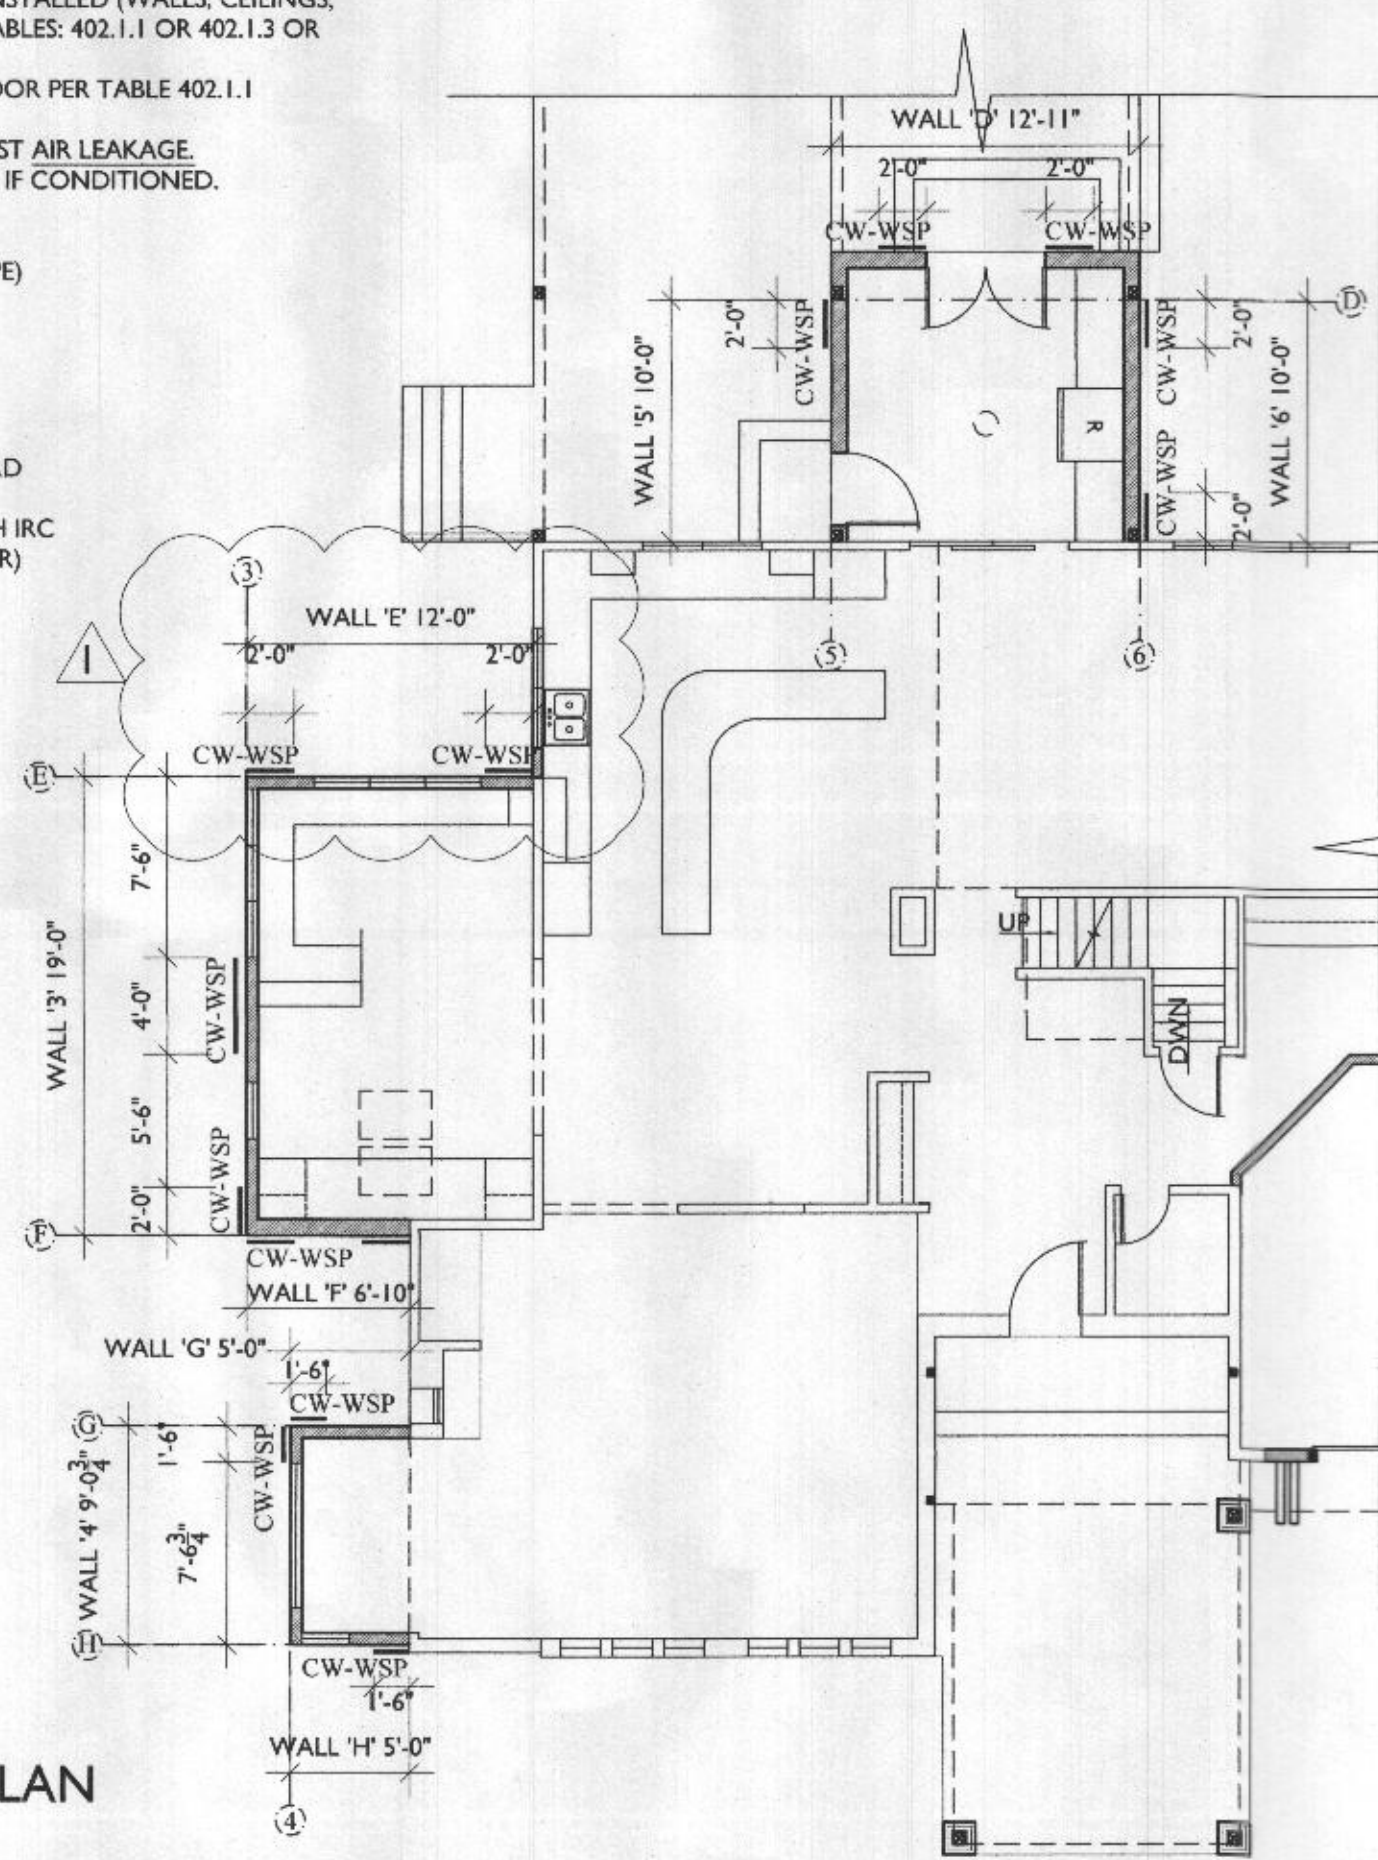 NSTALLED (WALLS, CEILINGS,
ABLES: 402.1.1 OR 402.1.3 OR
OOR PER TABLE 402.1.1
ST AIR LEAKAGE.
IF CONDITIONED.
PE)
AD
H IRC
R)
WALL 'D' 12'-11"
2'-0" 2'-0"
CW-WSP CW-WSP
D
2'-0"
CW-WSP
WALL '5' 10'-0"
CW-WSP
2'-0"
WALL '6' 10'-0"
R
CW-WSP
2'-0"
3
WALL 'E' 12'-0"
1
2'-0" 2'-0"
5 6
CW-WSP CW-WSP
E
7'-6"
WALL '3' 19'-0"
4'-0"
CW-WSP
UP
DWN
5'-6"
CW-WSP
2'-0"
F
CW-WSP
WALL 'F' 6'-10"
WALL 'G' 5'-0"
1'-6"
CW-WSP
G
1'-6"
CW-WSP
WALL '4' 9'-0 3/4"
7'-6 3/4"
H
CW-WSP
1'-6"
WALL 'H' 5'-0"
LAN
4